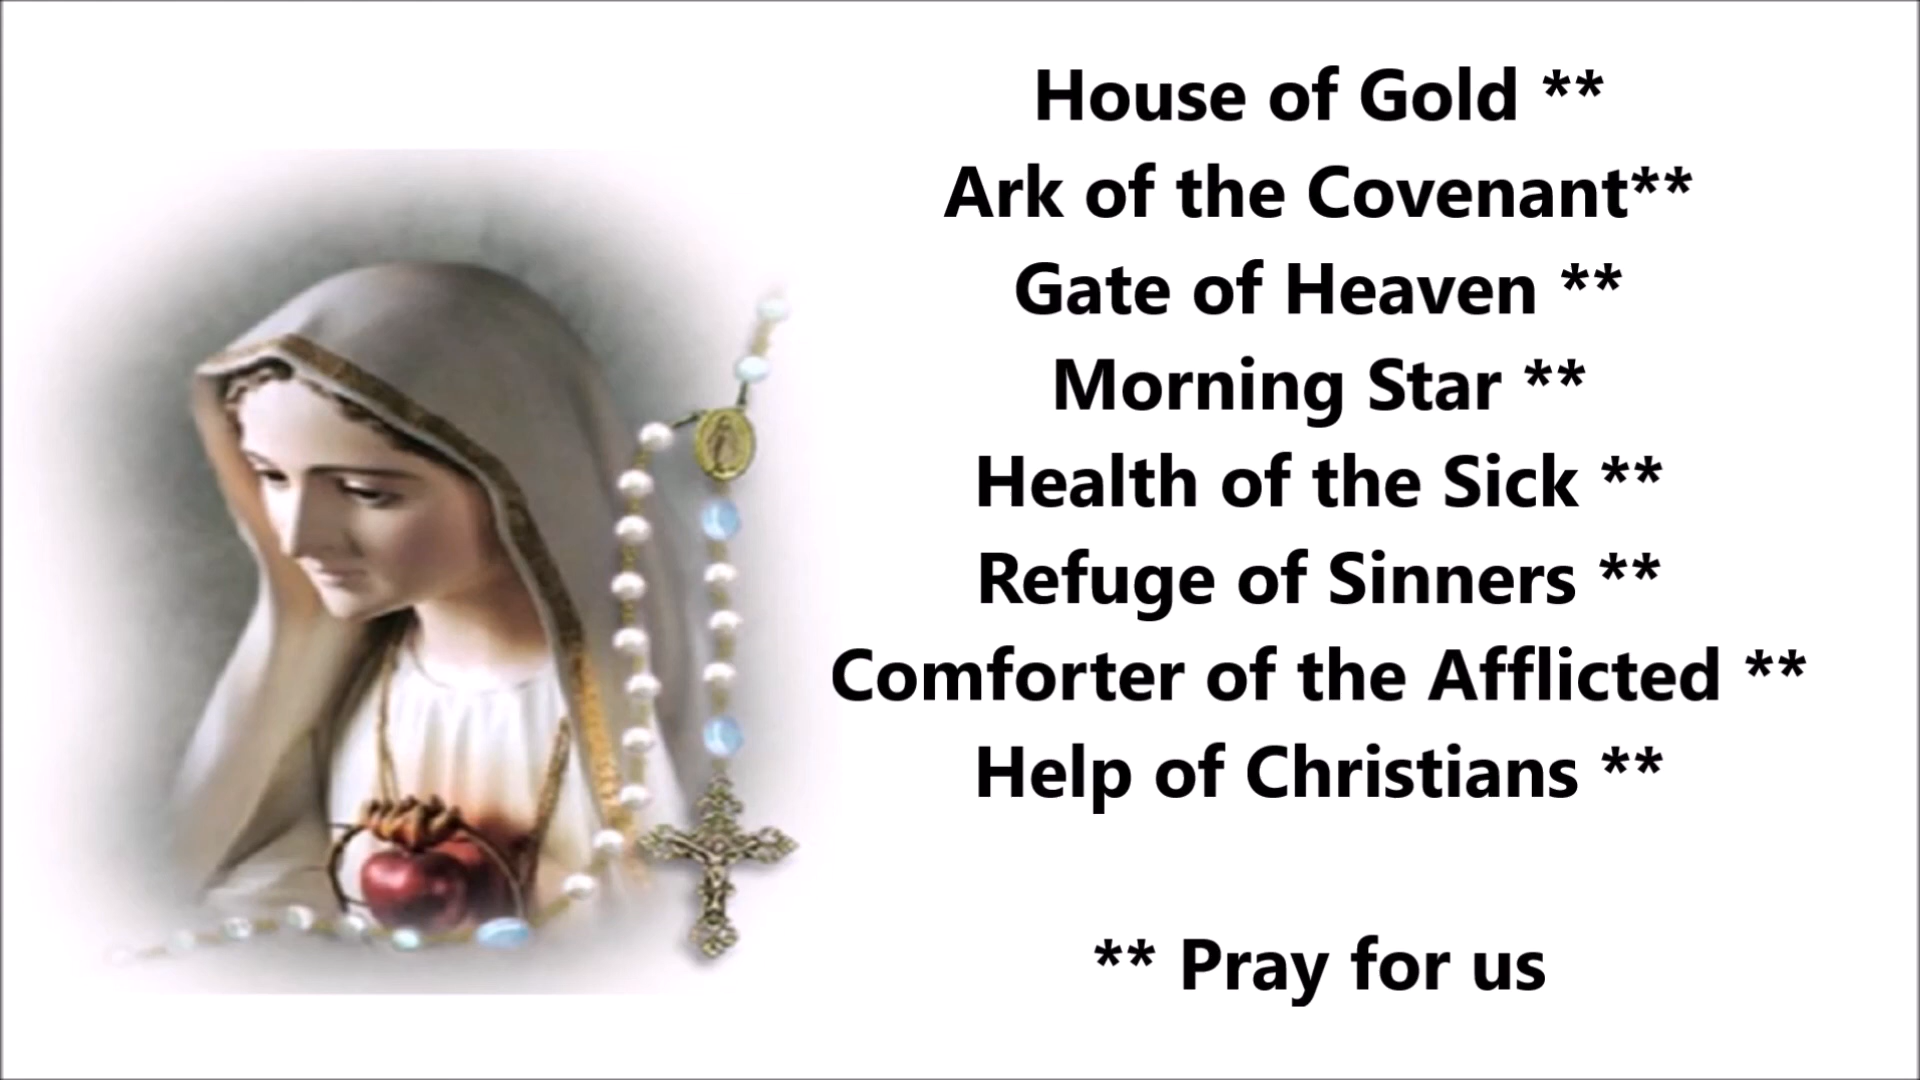 House of Gold **
Ark of the Covenant**
Gate of Heaven **
Morning Star **
Health of the Sick **
Refuge of Sinners **
Comforter of the Afflicted **
Help of Christians **
** Pray for us